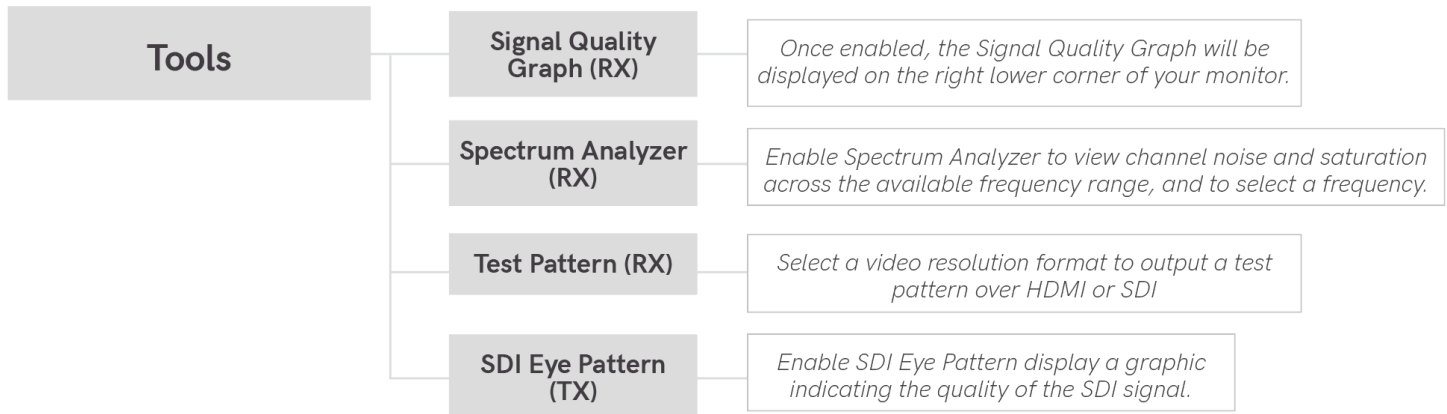 Tools
Signal Quality
Graph (RX)
Once enabled, the Signal Quality Graph will be
displayed on the right lower corner of your monitor.
Spectrum Analyzer
(RX)
Enable Spectrum Analyzer to view channel noise and saturation
across the available frequency range, and to select a frequency.
Test Pattern (RX)
Select a video resolution format to output a test
pattern over HDMI or SDI
SDI Eye Pattern
(TX)
Enable SDI Eye Pattern display a graphic
indicating the quality of the SDI signal.